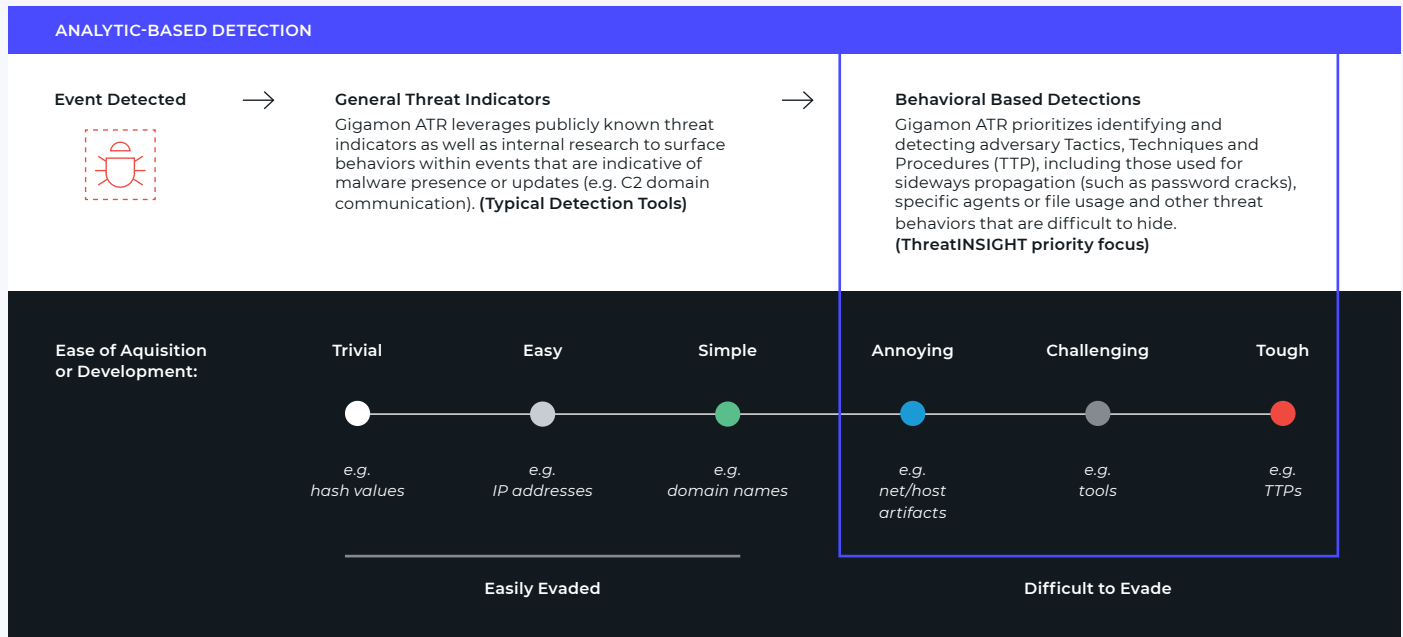 ANALYTIC-BASED DETECTION
Event Detected
General Threat Indicators
Gigamon ATR leverages publicly known threat
indicators as well as internal research to surface
behaviors within events that are indicative of
malware presence or updates (e.g. C2 domain
communication). (Typical Detection Tools)
Behavioral Based Detections
Gigamon ATR prioritizes identifying and
detecting adversary Tactics, Techniques and
Procedures (TTP), including those used for
sideways propagation (such as password cracks),
specific agents or file usage and other threat
behaviors that are difficult to hide.
(ThreatINSIGHT priority focus)
Ease of Aquisition
or Development:
Trivial
Easy
Simple
Annoying
Challenging
Tough
e.g.
hash values
e.g.
IP addresses
e.g.
domain names
e.g.
net/host
artifacts
e.g.
tools
e.g.
TTPs
Easily Evaded
Difficult to Evade